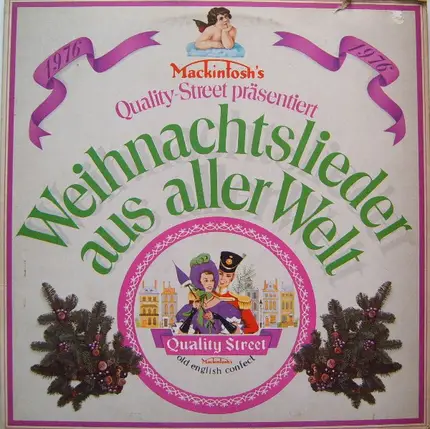 1976
1976
Mackintosh's
Quality-Street präsentiert
Weihnachtslieder
aus aller Welt
Quality Street
Mackintosh's
old english confect